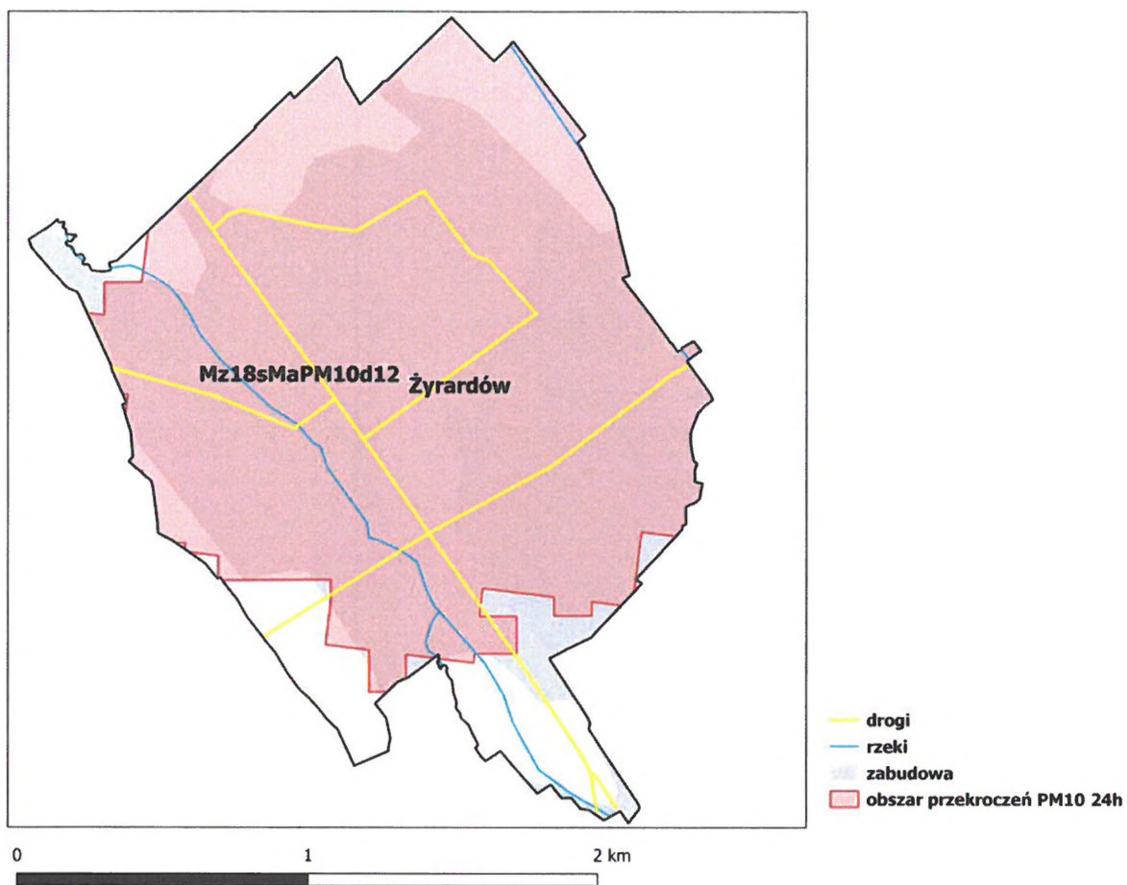 Mz18sMaPM10d12 Żyrardów
drogi
rzeki
zabudowa
obszar przekroczeń PM10 24h
0 1 2 km